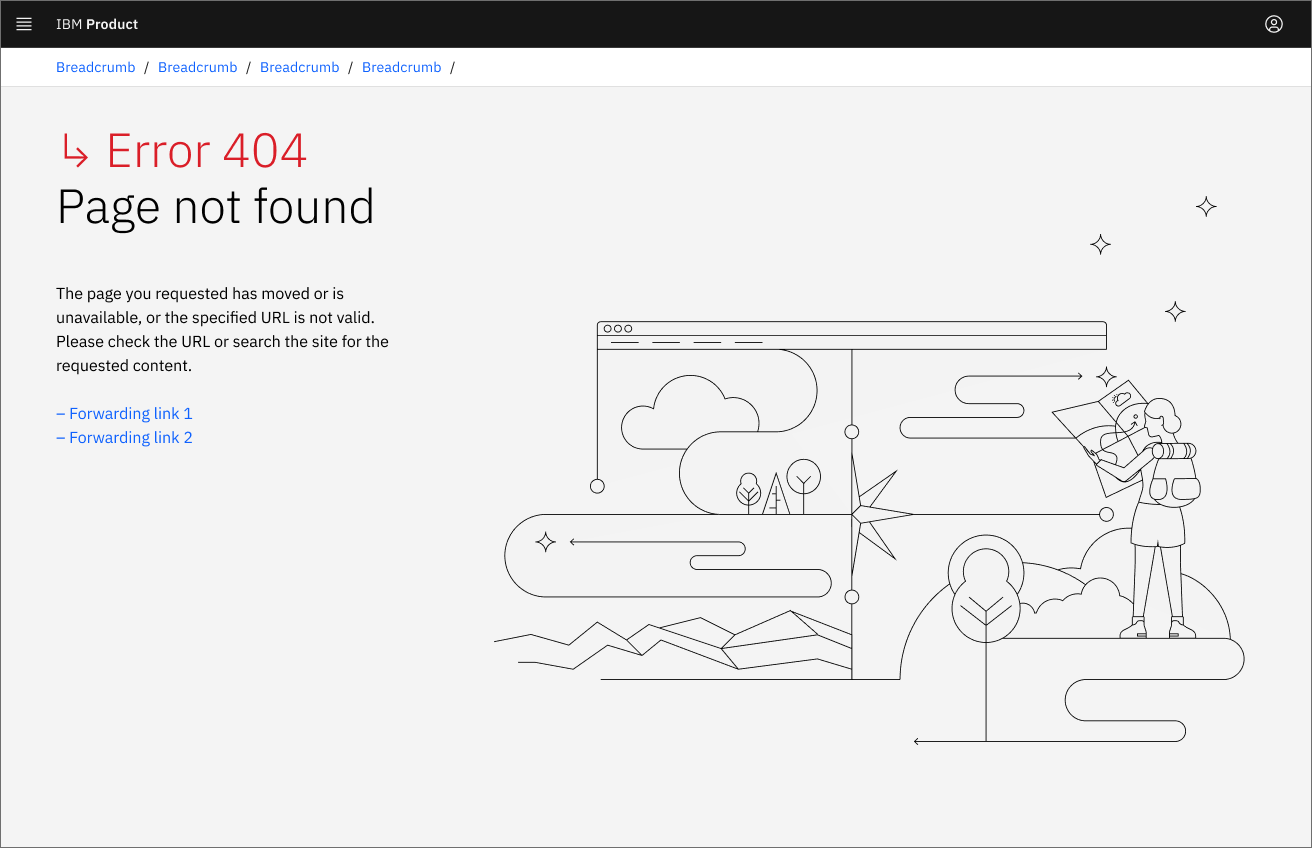 IBM Product
Breadcrumb / Breadcrumb / Breadcrumb / Breadcrumb /
↳ Error 404
Page not found
The page you requested has moved or is
unavailable, or the specified URL is not valid.
Please check the URL or search the site for the
requested content.
– Forwarding link 1
– Forwarding link 2